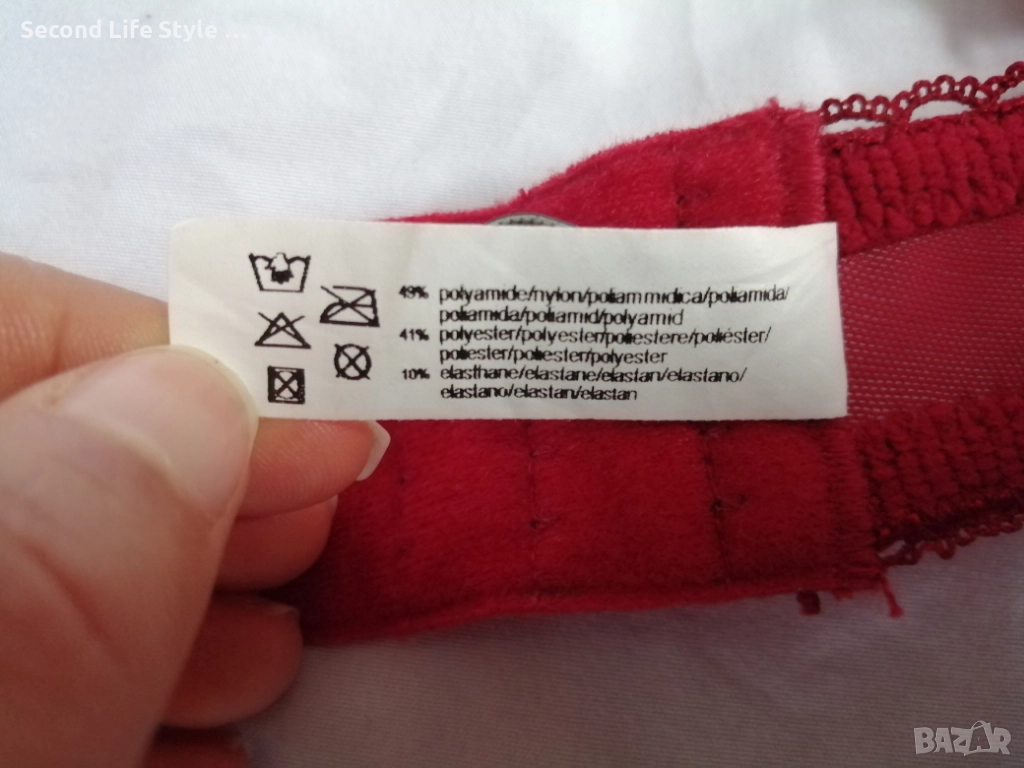 Second Life Style ...
49% polyamide/nylon/poliammidica/poliamida/
poliamida/poliamid/polyamid
41% polyester/polyester/poliestere/poliéster/
poliester/poliester/polyester
10% elasthane/elastane/elastan/elastano/
elastano/elastan/elastan
BAZAR